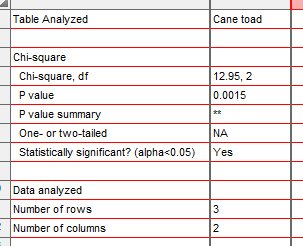 Table Analyzed Cane toad
Chi-square
Chi-square, df 12.95, 2
P value 0.0015
P value summary **
One- or two-tailed NA
Statistically significant? (alpha<0.05) Yes
Data analyzed
Number of rows 3
Number of columns 2